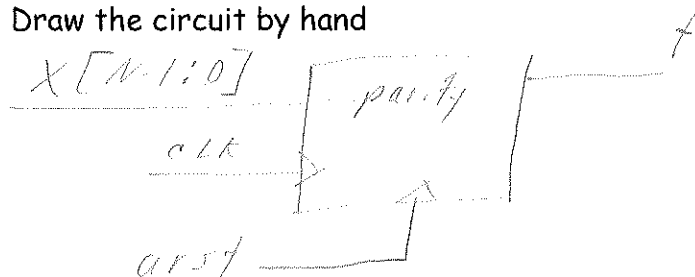 Draw the circuit by hand
X[N-1:0]
parity
f
clk
arst